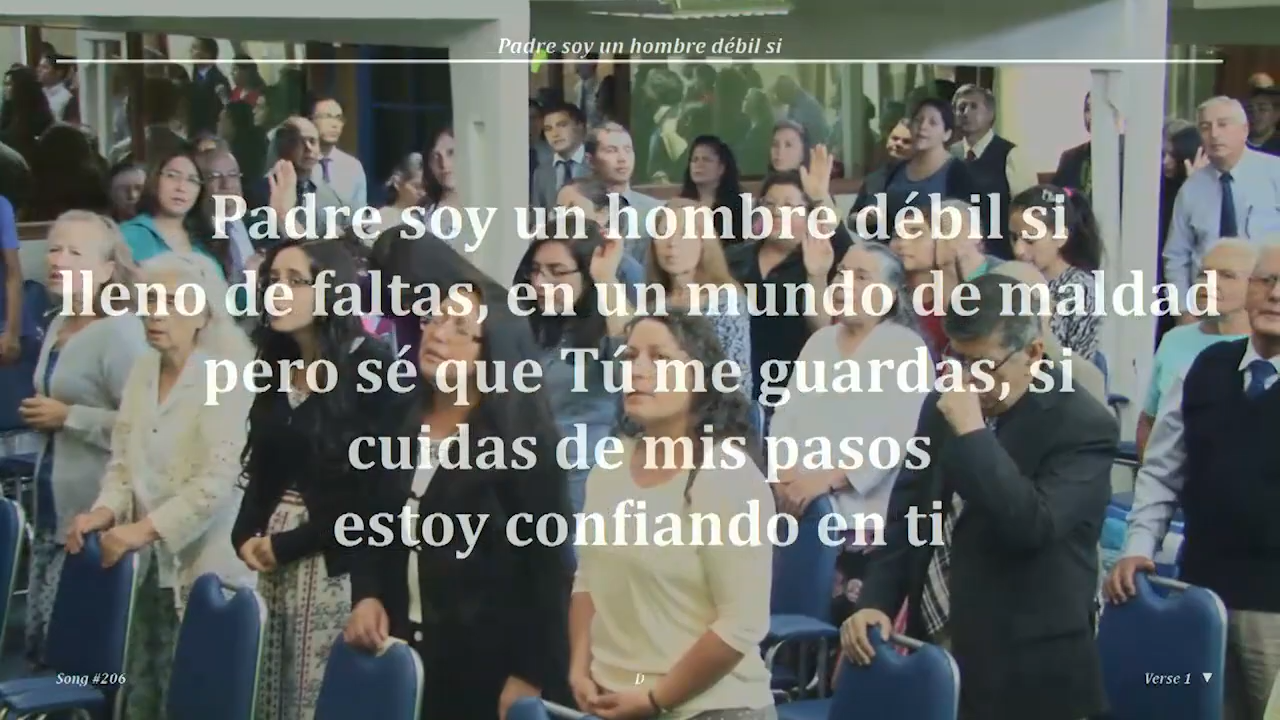 Padre soy un hombre débil si
Padre soy un hombre débil si
lleno de faltas, en un mundo de maldad
pero sé que Tú me guardas, si
cuidas de mis pasos
estoy confiando en ti
Song #206
D
Verse 1 ▼